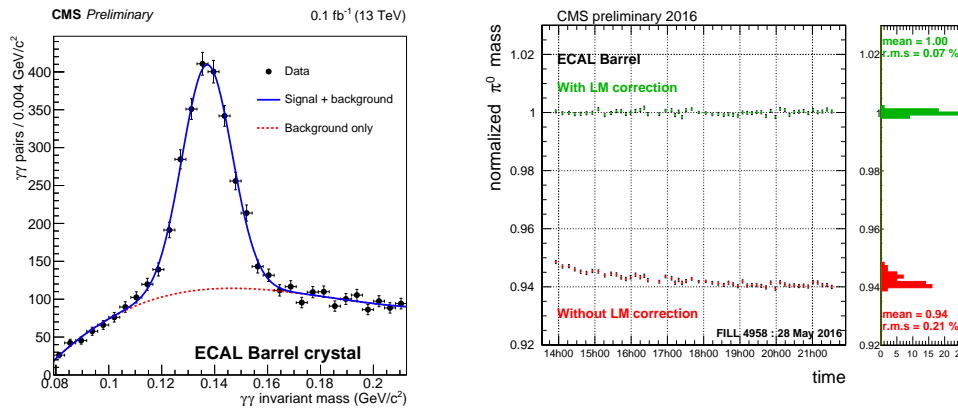 CMS Preliminary 0.1 fb⁻¹ (13 TeV)
γγ pairs / 0.004 GeV/c²
400
350
300
250
200
150
100
50
0
Data
Signal + background
Background only
ECAL Barrel crystal
0.08 0.1 0.12 0.14 0.16 0.18 0.2
γγ invariant mass (GeV/c²)
CMS preliminary 2016
normalized π⁰ mass
1.02
1
0.98
0.96
0.94
0.92
ECAL Barrel
With LM correction
Without LM correction
FILL 4958 : 28 May 2016
14h00 15h00 16h00 17h00 18h00 19h00 20h00 21h00
time
mean = 1.00
r.m.s = 0.07 %
1.02
1
0.98
0.96
0.94
mean = 0.94
r.m.s = 0.21 %
0.92
0 5 10 15 20 25